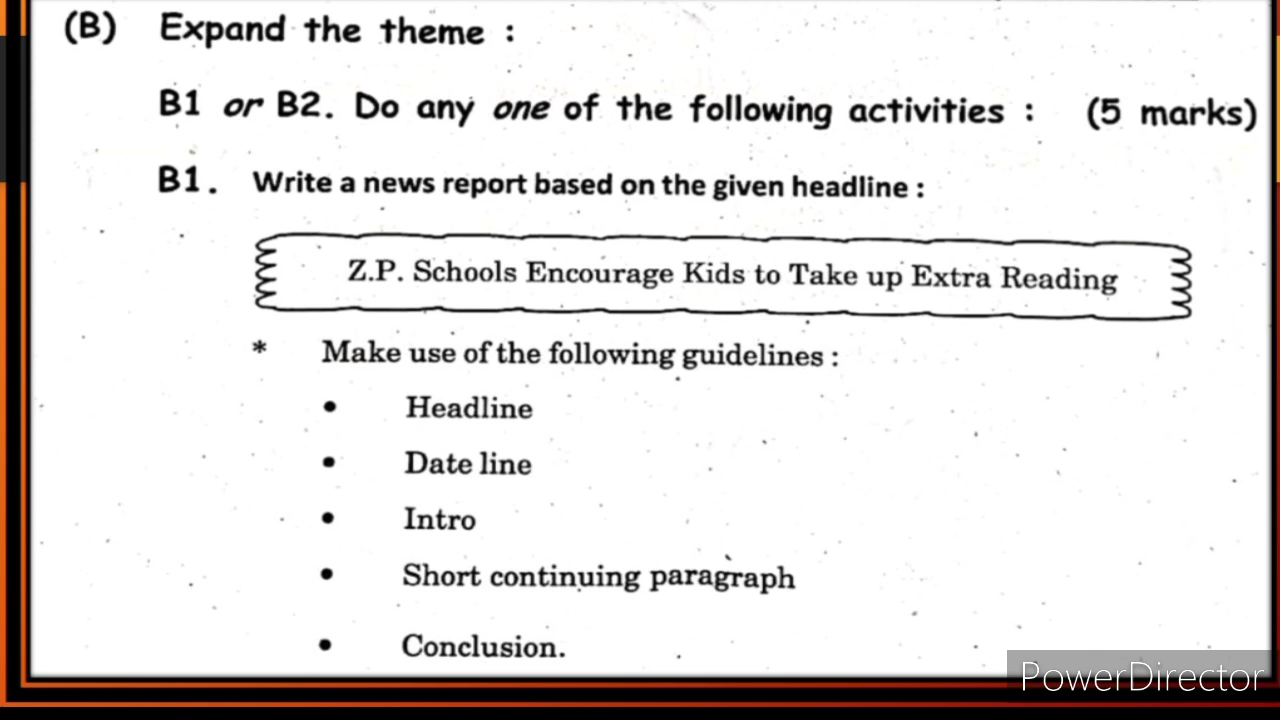 (B) Expand the theme :
B1 or B2. Do any one of the following activities : (5 marks)
B1. Write a news report based on the given headline :
Z.P. Schools Encourage Kids to Take up Extra Reading
* Make use of the following guidelines :
• Headline
• Date line
• Intro
• Short continuing paragraph
• Conclusion.
PowerDirector